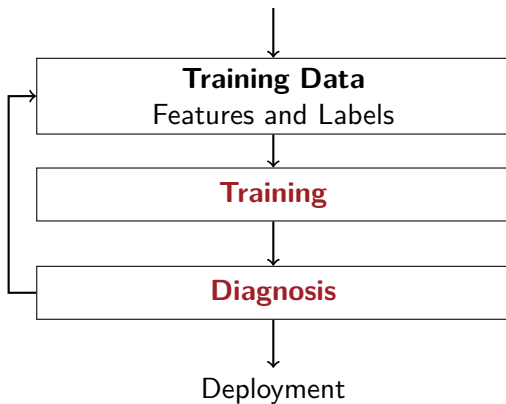 Training Data
Features and Labels
Training
Diagnosis
Deployment